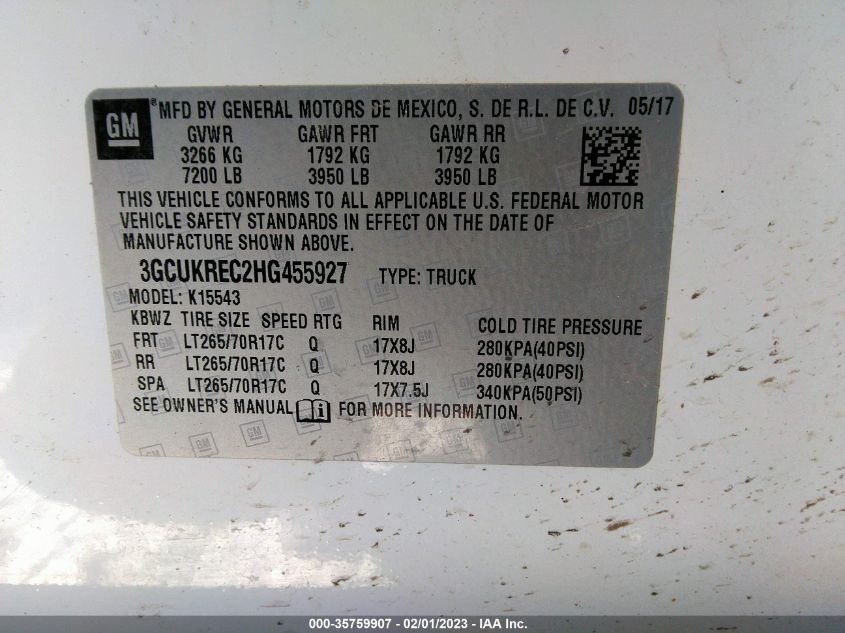 GM ®MFD BY GENERAL MOTORS DE MEXICO, S. DE R.L. DE C.V. 05/17
GVWR GAWR FRT GAWR RR
3266 KG 1792 KG 1792 KG
7200 LB 3950 LB 3950 LB
THIS VEHICLE CONFORMS TO ALL APPLICABLE U.S. FEDERAL MOTOR
VEHICLE SAFETY STANDARDS IN EFFECT ON THE DATE OF
MANUFACTURE SHOWN ABOVE.
3GCUKREC2HG455927 TYPE: TRUCK
MODEL: K15543
KBWZ TIRE SIZE SPEED RTG RIM COLD TIRE PRESSURE
FRT LT265/70R17C Q 17X8J 280KPA(40PSI)
RR LT265/70R17C Q 17X8J 280KPA(40PSI)
SPA LT265/70R17C Q 17X7.5J 340KPA(50PSI)
SEE OWNER'S MANUAL FOR MORE INFORMATION.
000-35759907 - 02/01/2023 - IAA Inc.